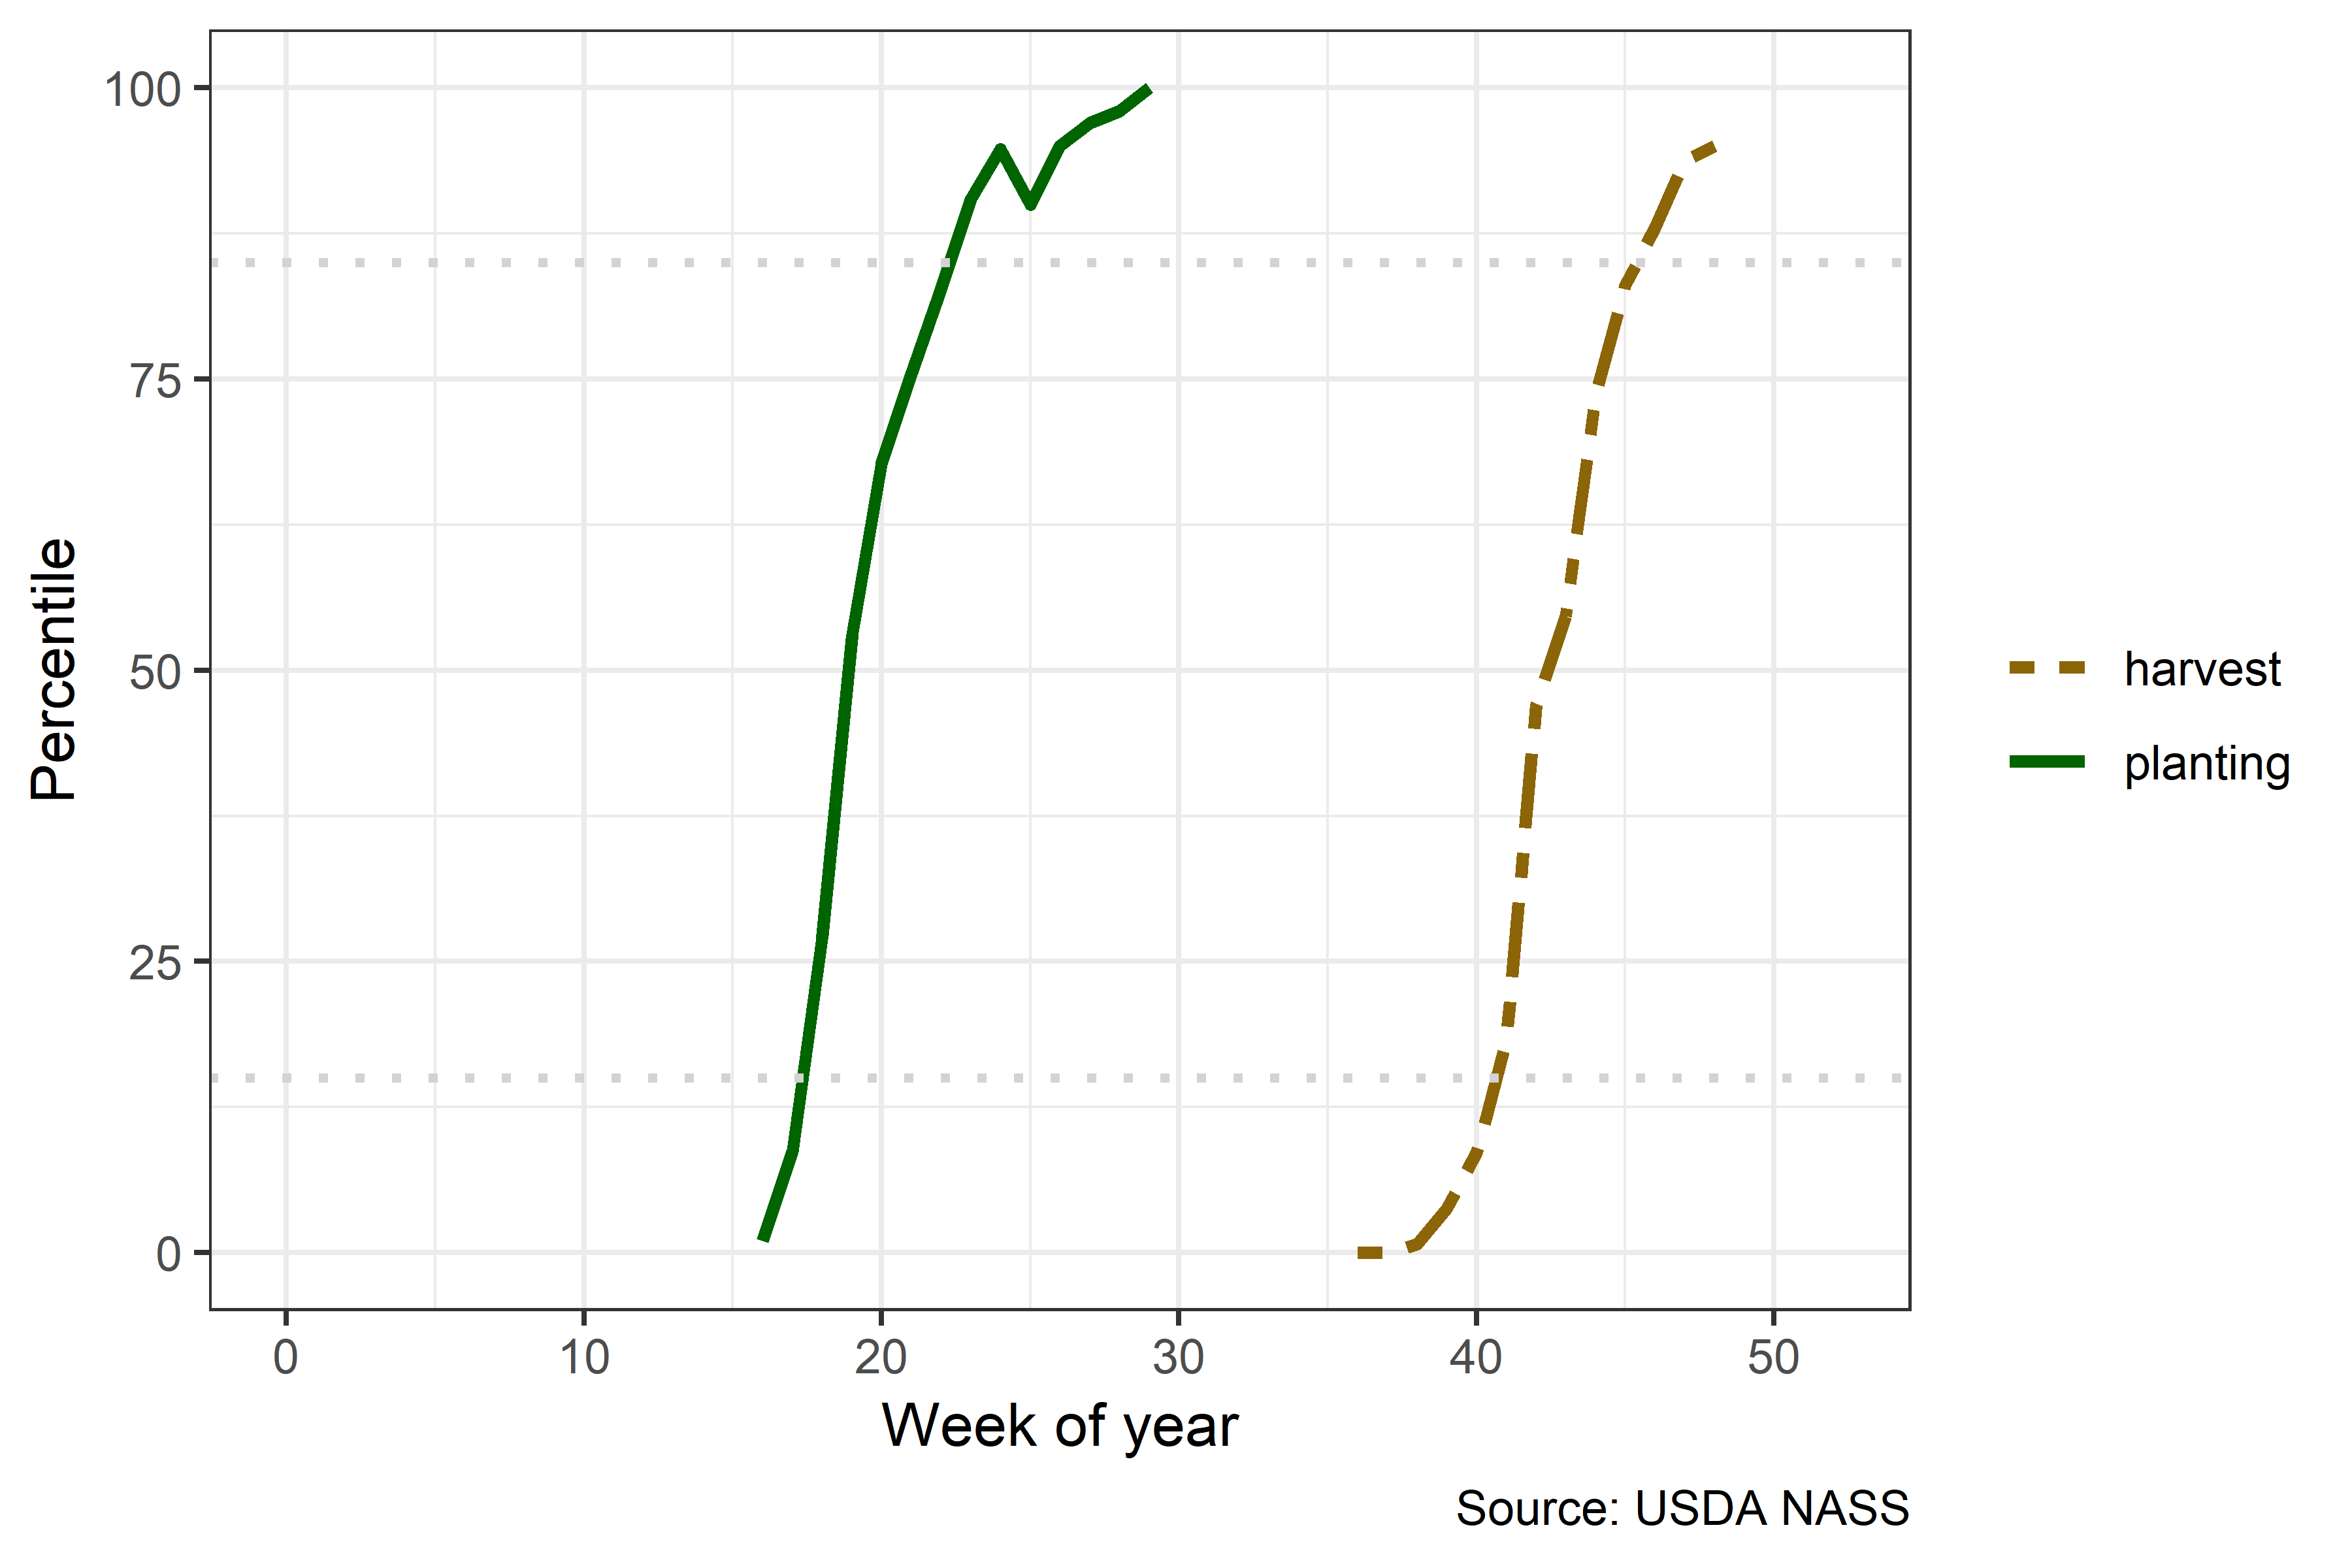 100
75
50
25
0
Percentile
0 10 20 30 40 50
Week of year
harvest
planting
Source: USDA NASS